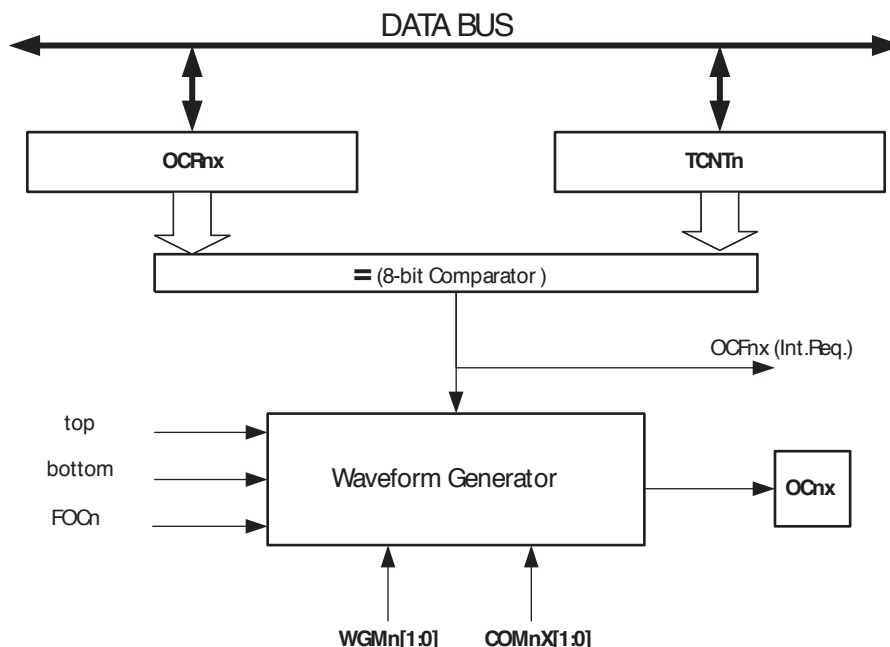 DATA BUS
OCRnx
TCNTn
= (8-bit Comparator )
OCFnx (Int.Req.)
top
bottom
FOCn
Waveform Generator
OCnx
WGMn[1:0]
COMnX[1:0]